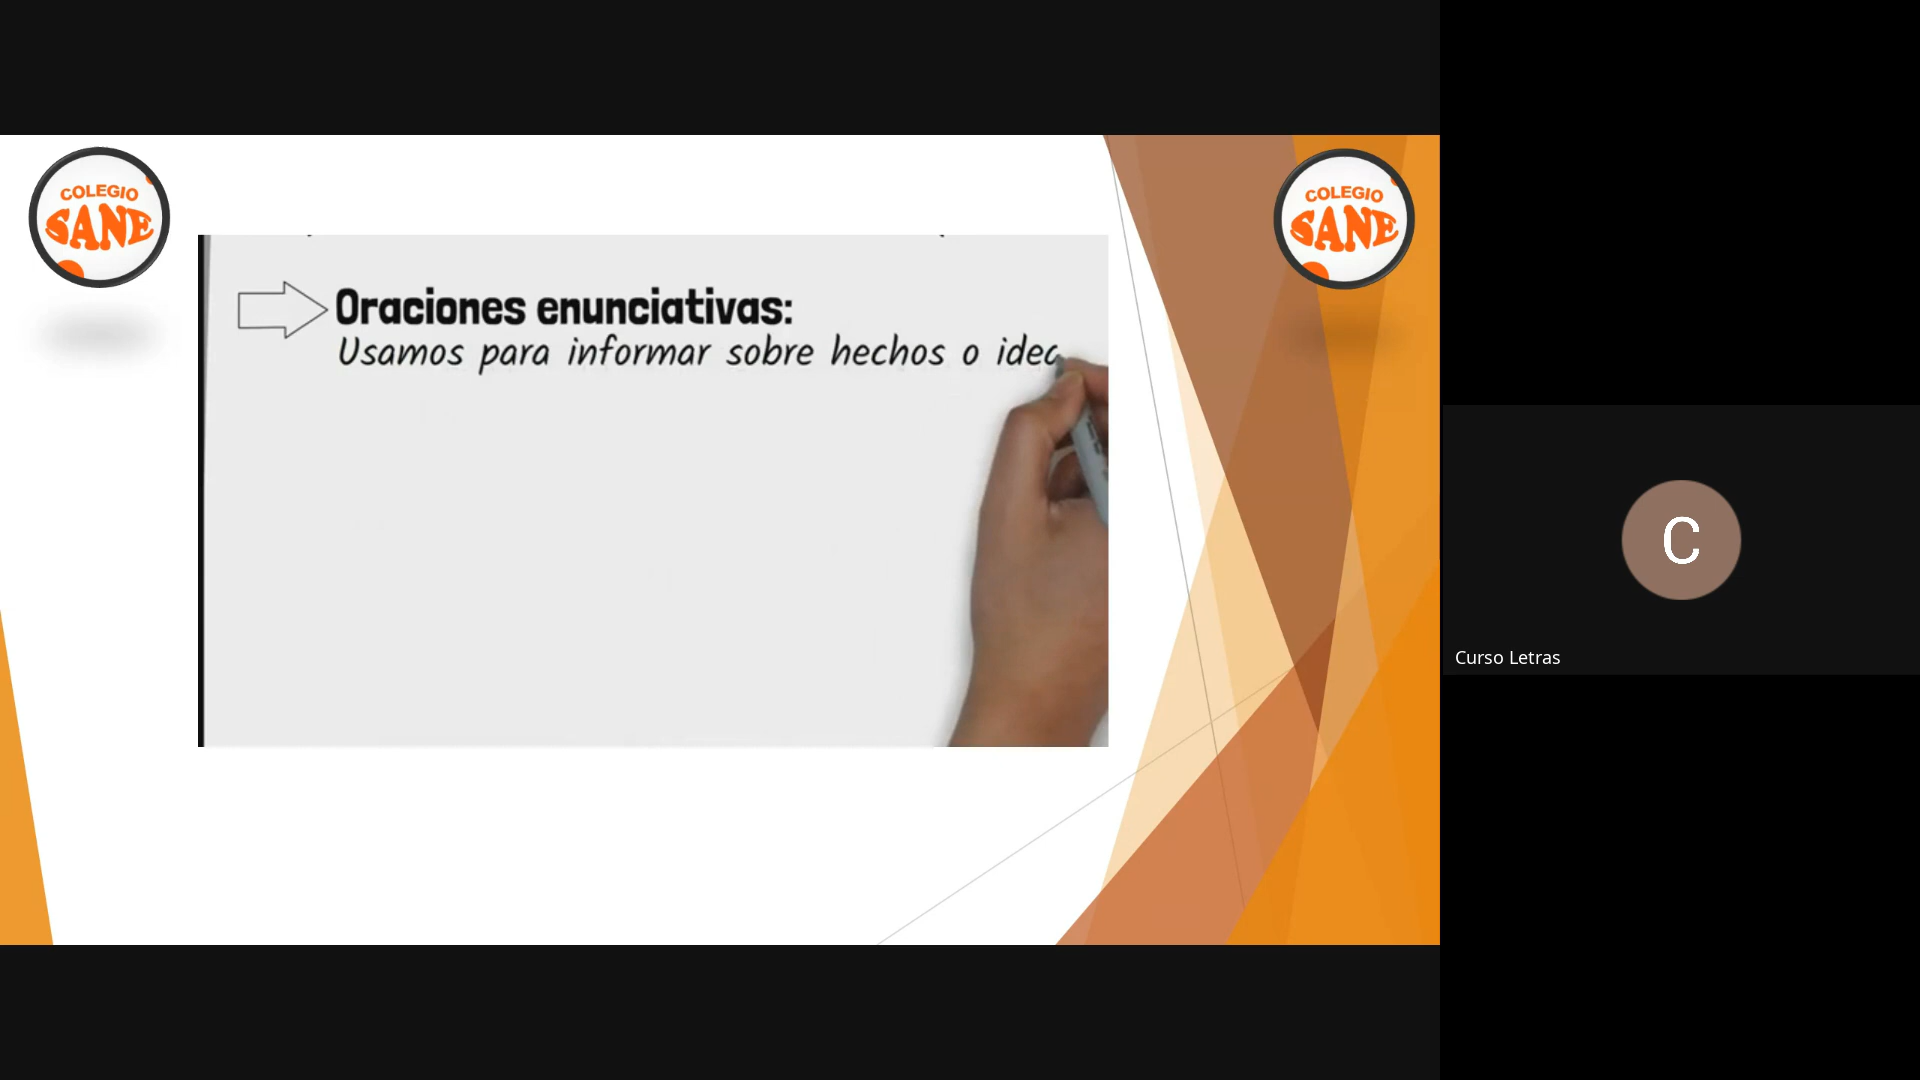 COLEGIO
SANE
COLEGIO
SANE
Oraciones enunciativas:
Usamos para informar sobre hechos o idea
C
Curso Letras